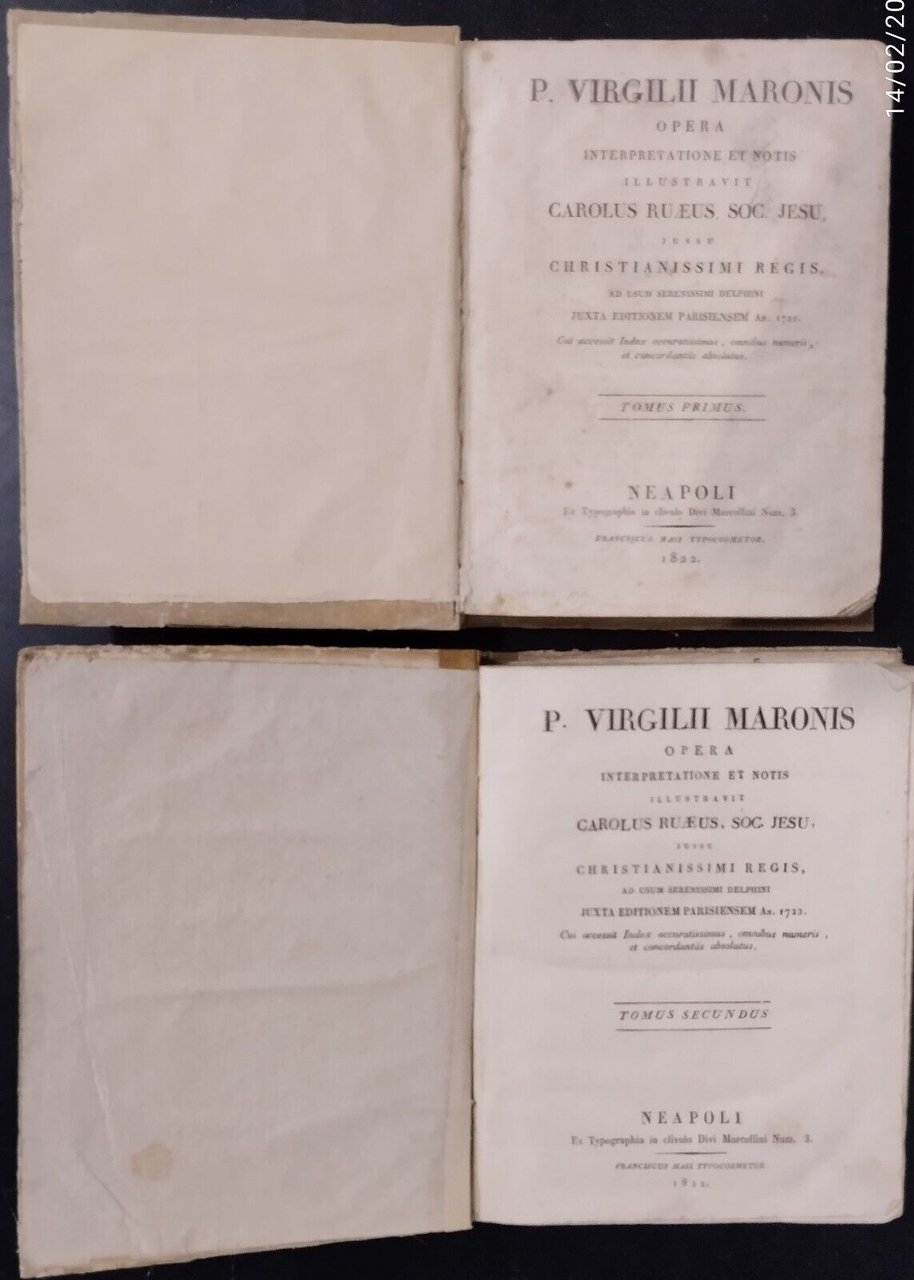 14/02/20
P. VIRGILII MARONIS
OPERA
INTERPRETATIONE ET NOTIS
ILLUSTRAVIT
CAROLUS RUÆUS, SOC. JESU,
JUSSU
CHRISTIANISSIMI REGIS,
AD USUM SERENISSIMI DELPHINI
JUXTA EDITIONEM PARISIENSEM AN. 1722.
Cui accessit Index accuratissimus, omnibus numeris,
et concordantiis absolutus.
TOMUS PRIMUS.
NEAPOLI
Ex Typographia in clivulo Divi Marcellini Num. 3.
FRANCISCUS MASI TYPOCOSMETOR.
1822.
P. VIRGILII MARONIS
OPERA
INTERPRETATIONE ET NOTIS
ILLUSTRAVIT
CAROLUS RUÆUS, SOC. JESU,
JUSSU
CHRISTIANISSIMI REGIS,
AD USUM SERENISSIMI DELPHINI
JUXTA EDITIONEM PARISIENSEM AN. 1722.
Cui accessit Index accuratissimus, omnibus numeris,
et concordantiis absolutus.
TOMUS SECUNDUS
NEAPOLI
Ex Typographia in clivulo Divi Marcellini Num. 3.
FRANCISCUS MASI TYPOCOSMETOR
1822.